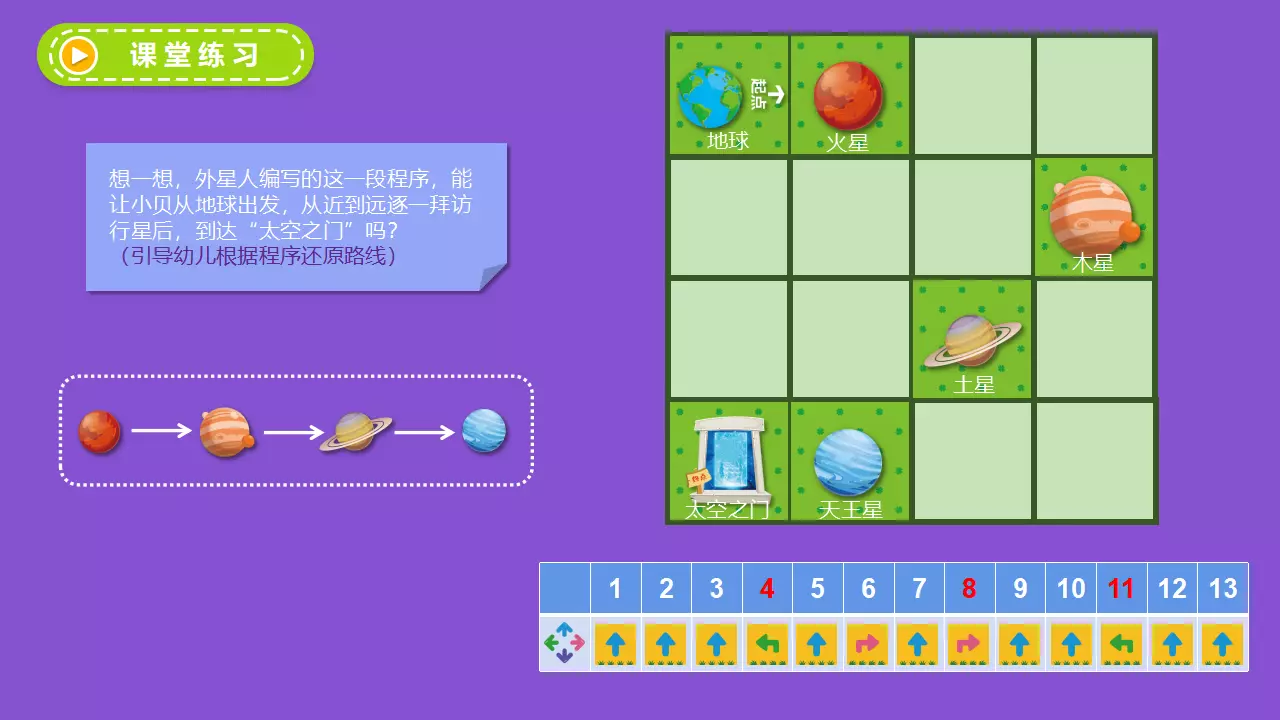 课堂练习
想一想，外星人编写的这一段程序，能
让小贝从地球出发，从近到远逐一拜访
行星后，到达“太空之门”吗？
（引导幼儿根据程序还原路线）
起点
地球
火星
木星
土星
终点
太空之门
天王星
1 2 3 4 5 6 7 8 9 10 11 12 13